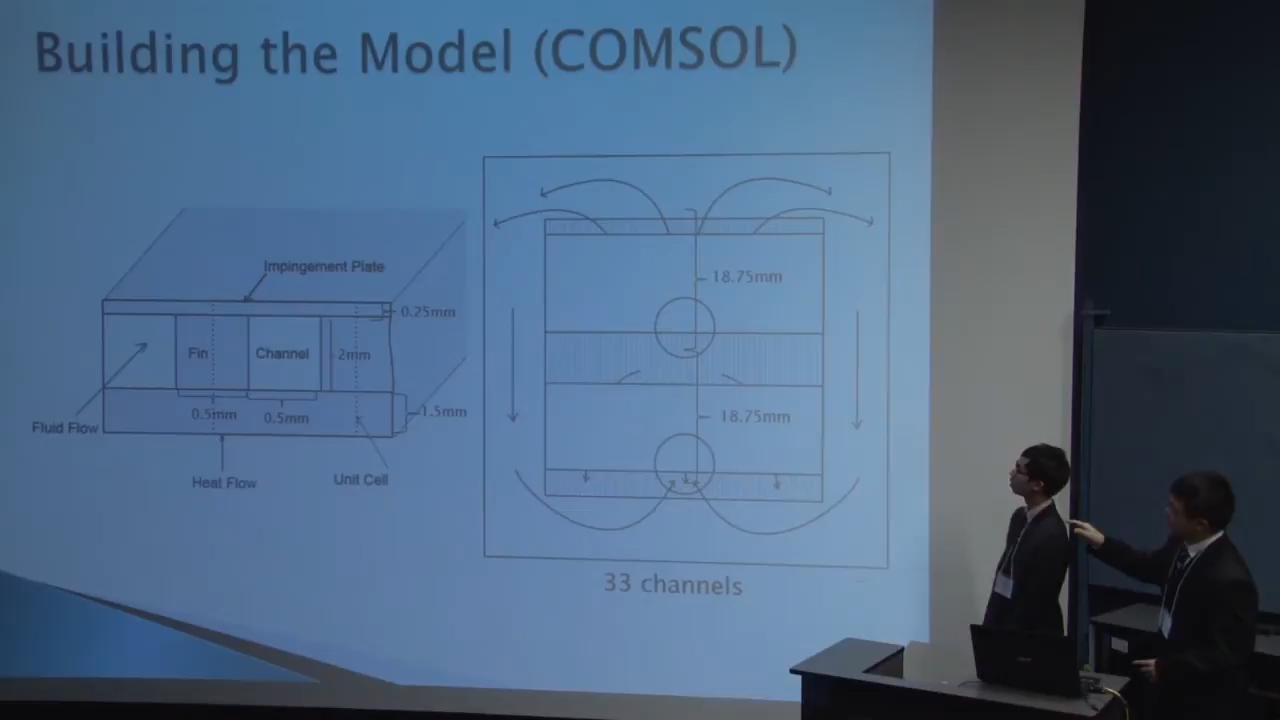 Building the Model (COMSOL)
Impingement Plate
0.25mm
Fin
Channel
2mm
0.5mm
0.5mm
1.5mm
Fluid Flow
Heat Flow
Unit Cell
18.75mm
18.75mm
33 channels